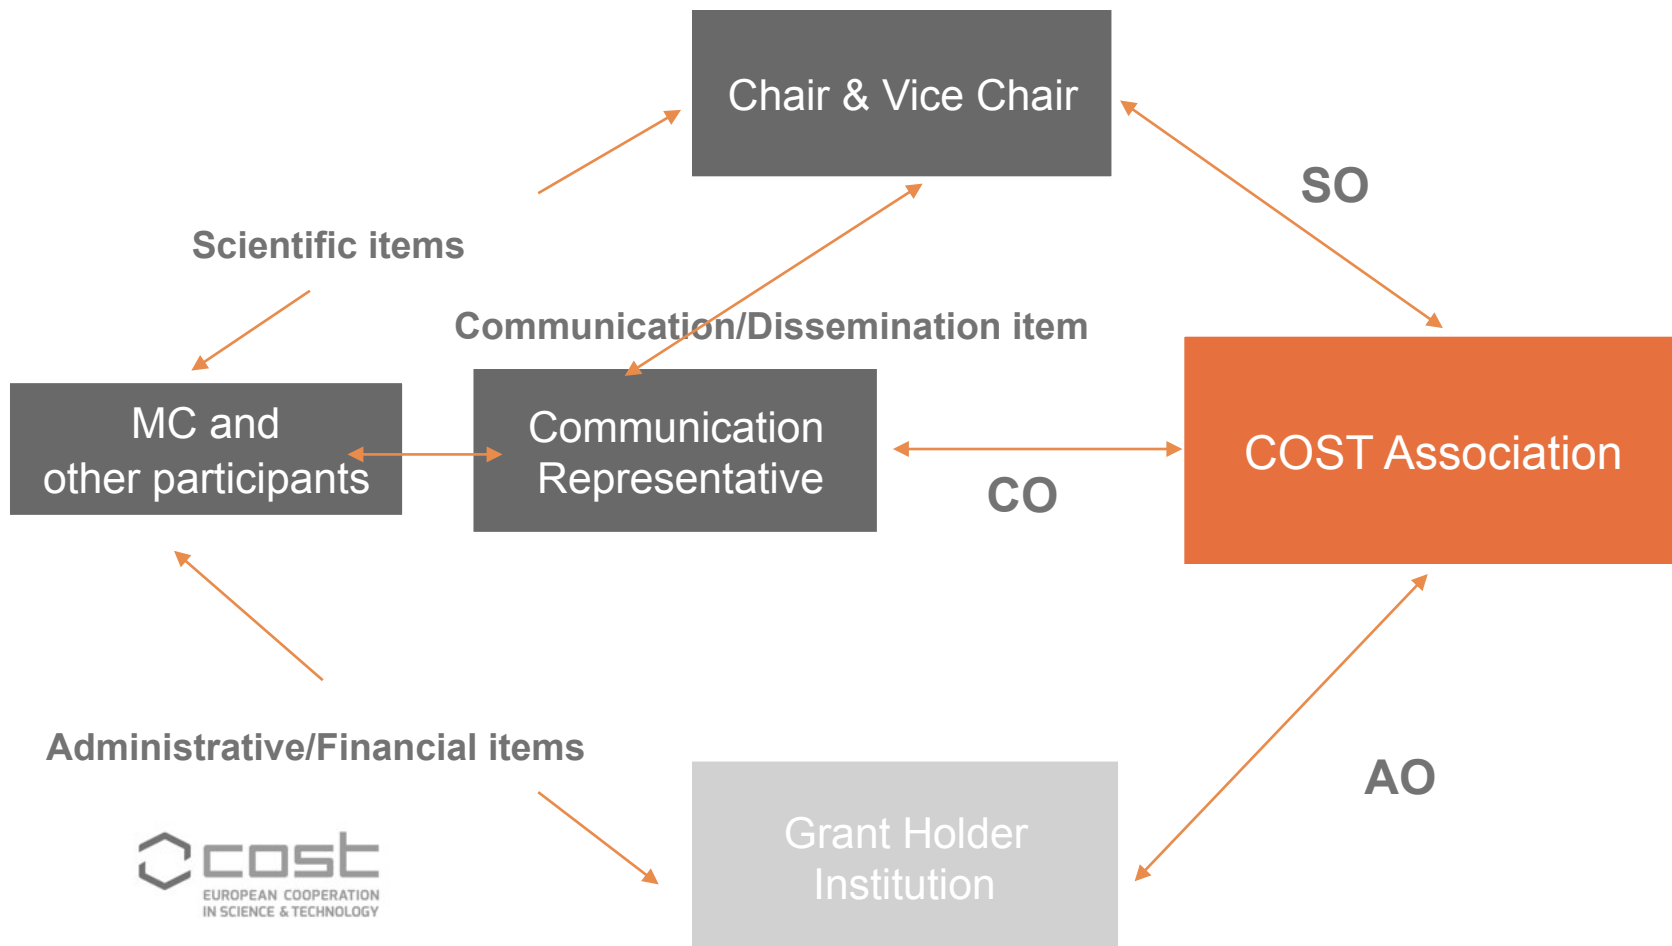 Chair & Vice Chair
SO
Scientific items
Communication/Dissemination item
MC and
other participants
Communication
Representative
CO
COST Association
Administrative/Financial items
AO
Grant Holder
Institution
cost
EUROPEAN COOPERATION
IN SCIENCE & TECHNOLOGY